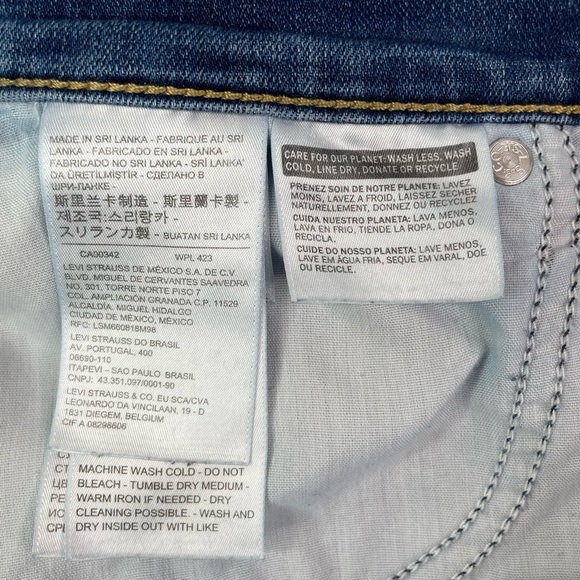 MADE IN SRI LANKA - FABRIQUE AU SRI
LANKA - FABRICADO EN SRI LANKA -
FABRICADO NO SRI LANKA - SRİ LANKA'
DA ÜRETİLMİŞTİR - СДЕЛАНО В
ШРИ-ЛАНКЕ -
斯里兰卡制造 - 斯里蘭卡製 -
제조국:스리랑카 -
スリランカ製 - BUATAN SRI LANKA
CA00342 WPL 423
LEVI STRAUSS DE MÉXICO S.A. DE C.V.
BLVD. MIGUEL DE CERVANTES SAAVEDRA
NO. 301, TORRE NORTE PISO 7
COL. AMPLIACIÓN GRANADA C.P. 11529
ALCALDÍA. MIGUEL HIDALGO
CIUDAD DE MÉXICO, MÉXICO
RFC: LSM660818M98
LEVI STRAUSS DO BRASIL
AV. PORTUGAL, 400
06690-110
ITAPEVI - SAO PAULO BRASIL
CNPJ: 43.351.097/0001-90
LEVI STRAUSS & CO. EU SCA/CVA
LEONARDO DA VINCILAAN, 19 - D
1831 DIEGEM, BELGIUM
CIF A 08298606
MACHINE WASH COLD - DO NOT
BLEACH - TUMBLE DRY MEDIUM -
WARM IRON IF NEEDED - DRY
CLEANING POSSIBLE. - WASH AND
DRY INSIDE OUT WITH LIKE
CARE FOR OUR PLANET: WASH LESS, WASH
COLD, LINE DRY, DONATE OR RECYCLE
PRENEZ SOIN DE NOTRE PLANETE: LAVEZ
MOINS, LAVEZ A FROID, LAISSEZ SECHER
NATURELLEMENT, DONNEZ OU RECYCLEZ
CUIDA NUESTRO PLANETA: LAVA MENOS,
LAVA EN FRIO, TIENDE LA ROPA, DONA O
RECICLA.
CUIDE DO NOSSO PLANETA: LAVE MENOS,
LAVE EM ÁGUA FRIA, SEQUE EM VARAL, DOE
OU RECICLE.